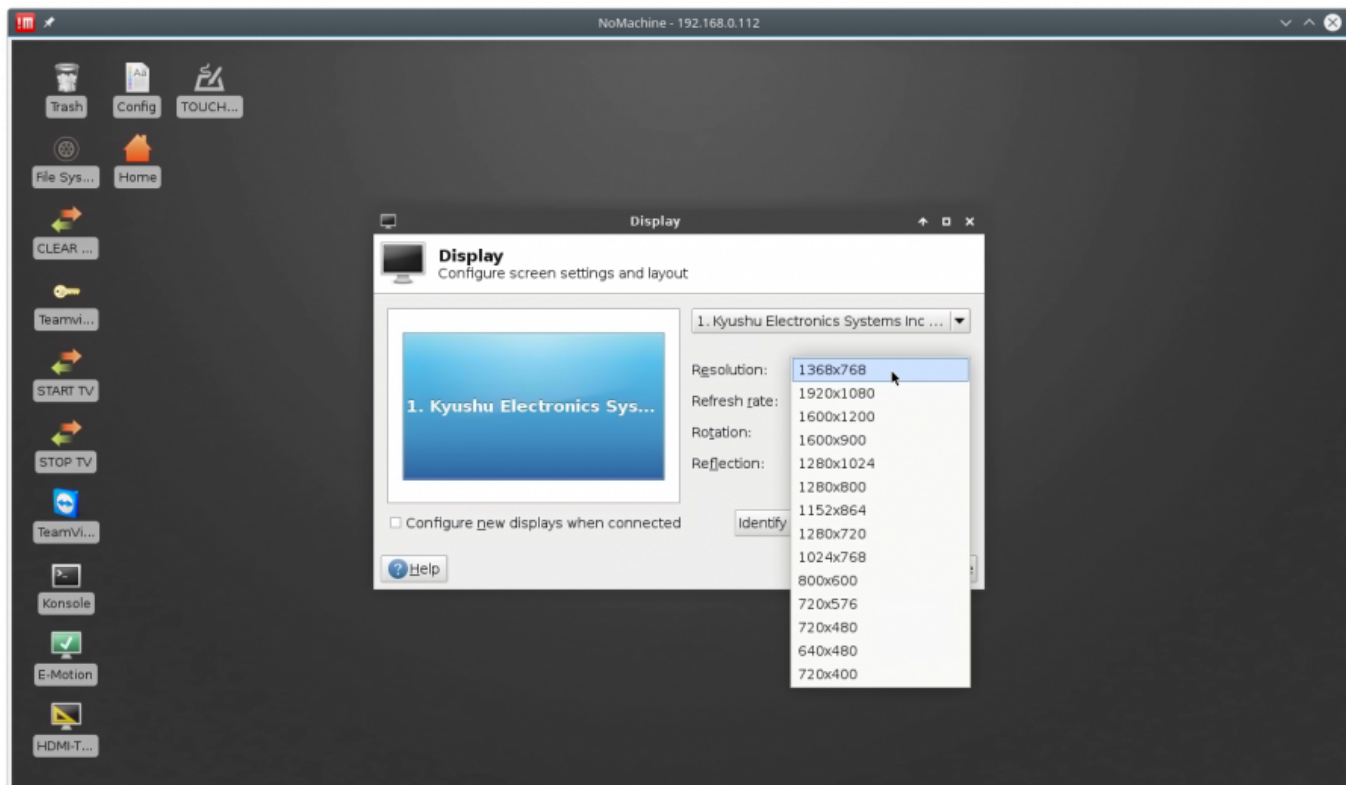 !M
NoMachine - 192.168.0.112
Trash
Config
TOUCH...
File Sys...
Home
CLEAR ...
Teamvi...
START TV
STOP TV
TeamVi...
Konsole
E-Motion
HDMI-T...
Display
Display
Configure screen settings and layout
1. Kyushu Electronics Sys...
Configure new displays when connected
Help
1. Kyushu Electronics Systems Inc ...
Resolution:
Refresh rate:
Rotation:
Reflection:
Identify
1368x768
1920x1080
1600x1200
1600x900
1280x1024
1280x800
1152x864
1280x720
1024x768
800x600
720x576
720x480
640x480
720x400